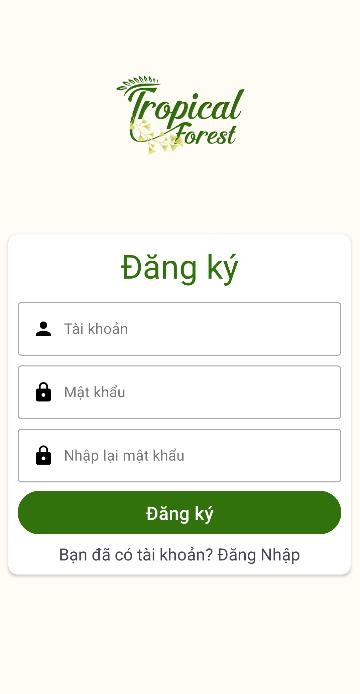 Tropical
Forest
Đăng ký
Tài khoản
Mật khẩu
Nhập lại mật khẩu
Đăng ký
Bạn đã có tài khoản? Đăng Nhập